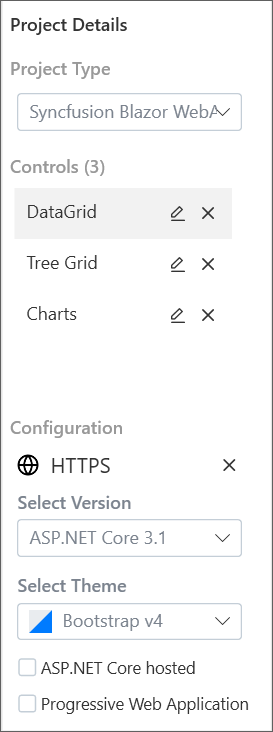 Project Details
Project Type
Syncfusion Blazor WebA
Controls (3)
DataGrid
Tree Grid
Charts
Configuration
HTTPS
Select Version
ASP.NET Core 3.1
Select Theme
Bootstrap v4
ASP.NET Core hosted
Progressive Web Application